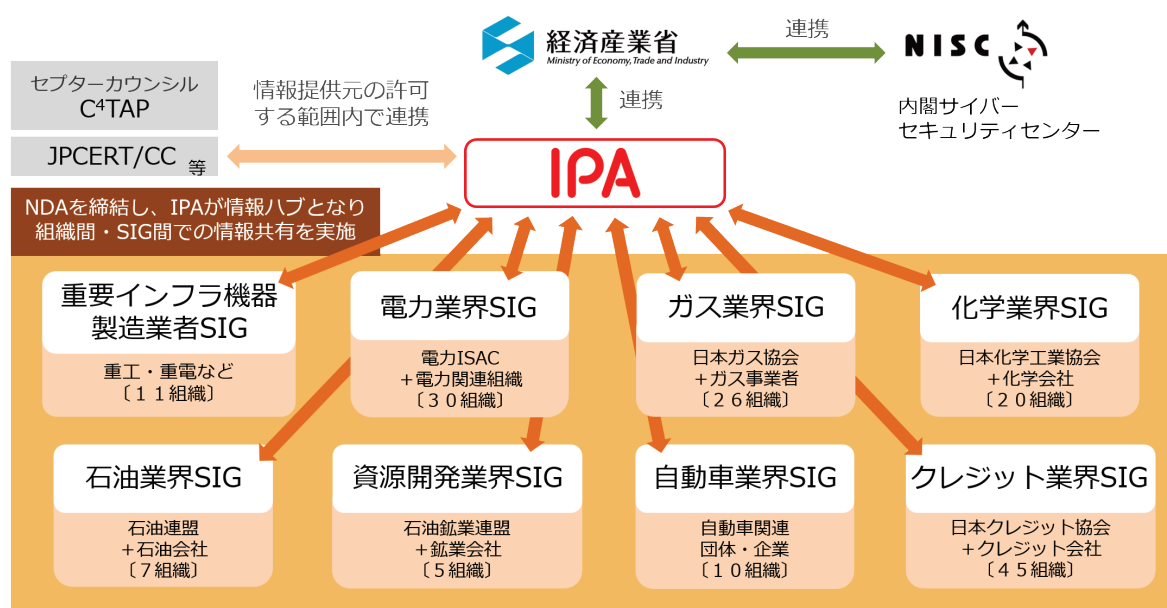 経済産業省
Ministry of Economy, Trade and Industry
連携
NISC
内閣サイバー
セキュリティセンター
連携
セプターカウンシル
C⁴TAP
JPCERT/CC 等
情報提供元の許可
する範囲内で連携
IPA
NDAを締結し、IPAが情報ハブとなり
組織間・SIG間での情報共有を実施
重要インフラ機器
製造業者SIG
重工・重電など
〔11組織〕
電力業界SIG
電力ISAC
＋電力関連組織
〔30組織〕
ガス業界SIG
日本ガス協会
＋ガス事業者
〔26組織〕
化学業界SIG
日本化学工業協会
＋化学会社
〔20組織〕
石油業界SIG
石油連盟
＋石油会社
〔7組織〕
資源開発業界SIG
石油鉱業連盟
＋鉱業会社
〔5組織〕
自動車業界SIG
自動車関連
団体・企業
〔10組織〕
クレジット業界SIG
日本クレジット協会
＋クレジット会社
〔45組織〕